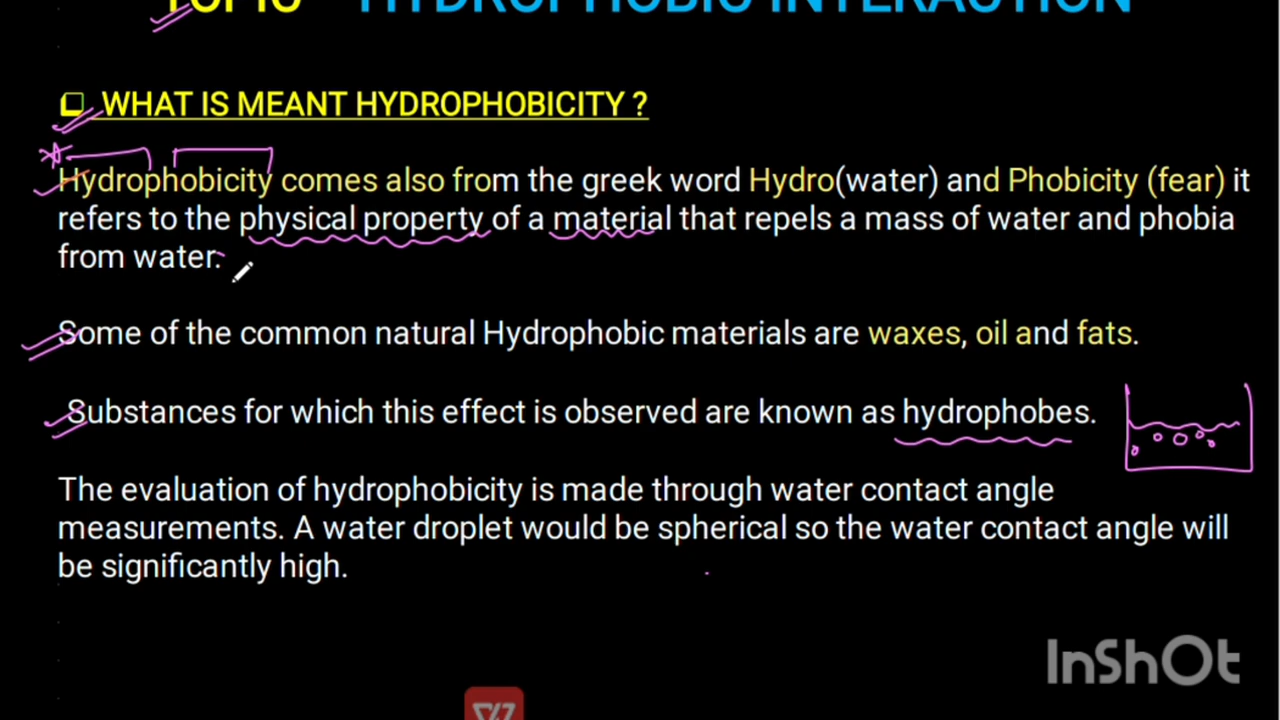 TOPIC HYDROPHOBIC INTERACTION
WHAT IS MEANT HYDROPHOBICITY ?
Hydrophobicity comes also from the greek word Hydro(water) and Phobicity (fear) it
refers to the physical property of a material that repels a mass of water and phobia
from water.
Some of the common natural Hydrophobic materials are waxes, oil and fats.
Substances for which this effect is observed are known as hydrophobes.
The evaluation of hydrophobicity is made through water contact angle
measurements. A water droplet would be spherical so the water contact angle will
be significantly high.
InShOt